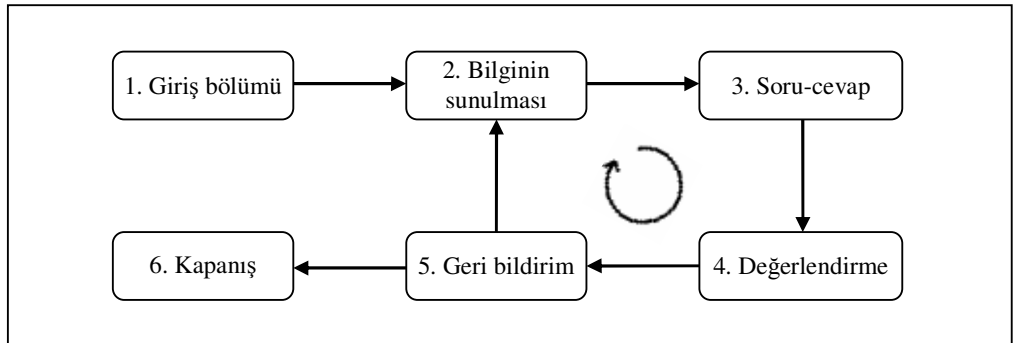 1. Giriş bölümü
2. Bilginin
sunulması
3. Soru-cevap
6. Kapanış
5. Geri bildirim
4. Değerlendirme